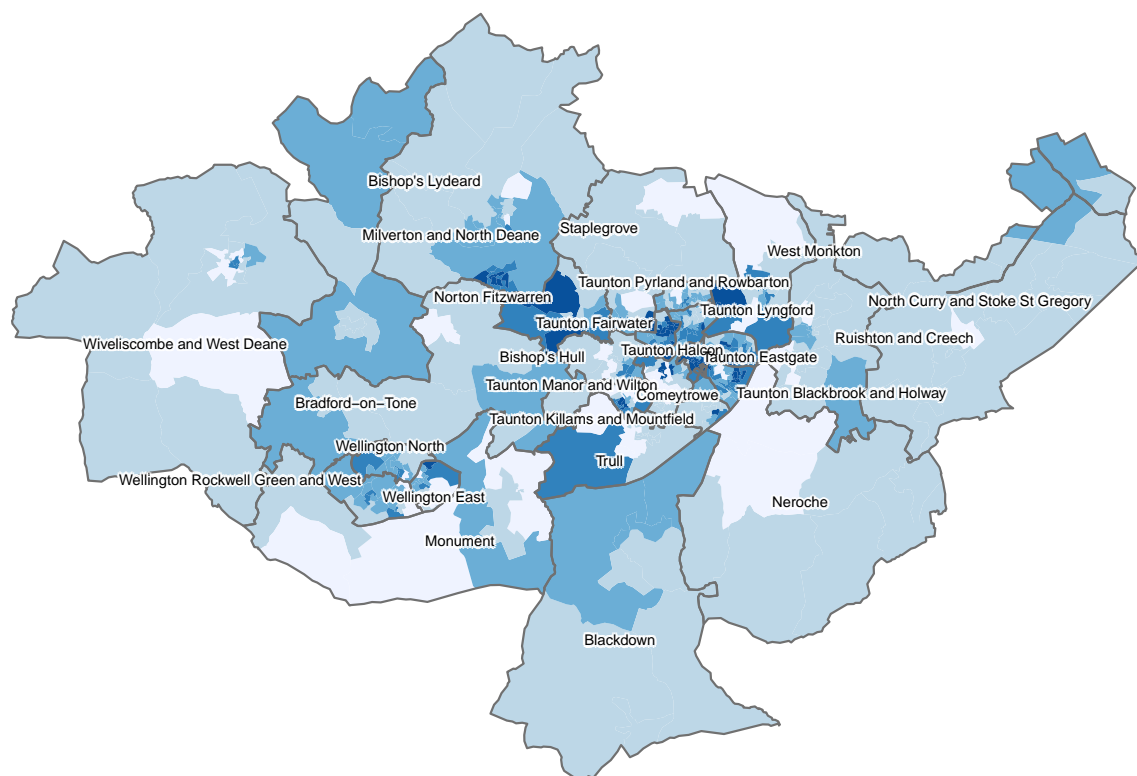 Bishop's Lydeard
Staplegrove
Milverton and North Deane
West Monkton
Taunton Pyrland and Rowbarton
Norton Fitzwarren
North Curry and Stoke St Gregory
Taunton Lyngford
Taunton Fairwater
Ruishton and Creech
Wiveliscombe and West Deane
Taunton Halcon
Bishop's Hull
Taunton Eastgate
Taunton Manor and Wilton
Comeytrowe
Taunton Blackbrook and Holway
Bradford–on–Tone
Taunton Killams and Mountfield
Wellington North
Trull
Wellington Rockwell Green and West
Wellington East
Neroche
Monument
Blackdown